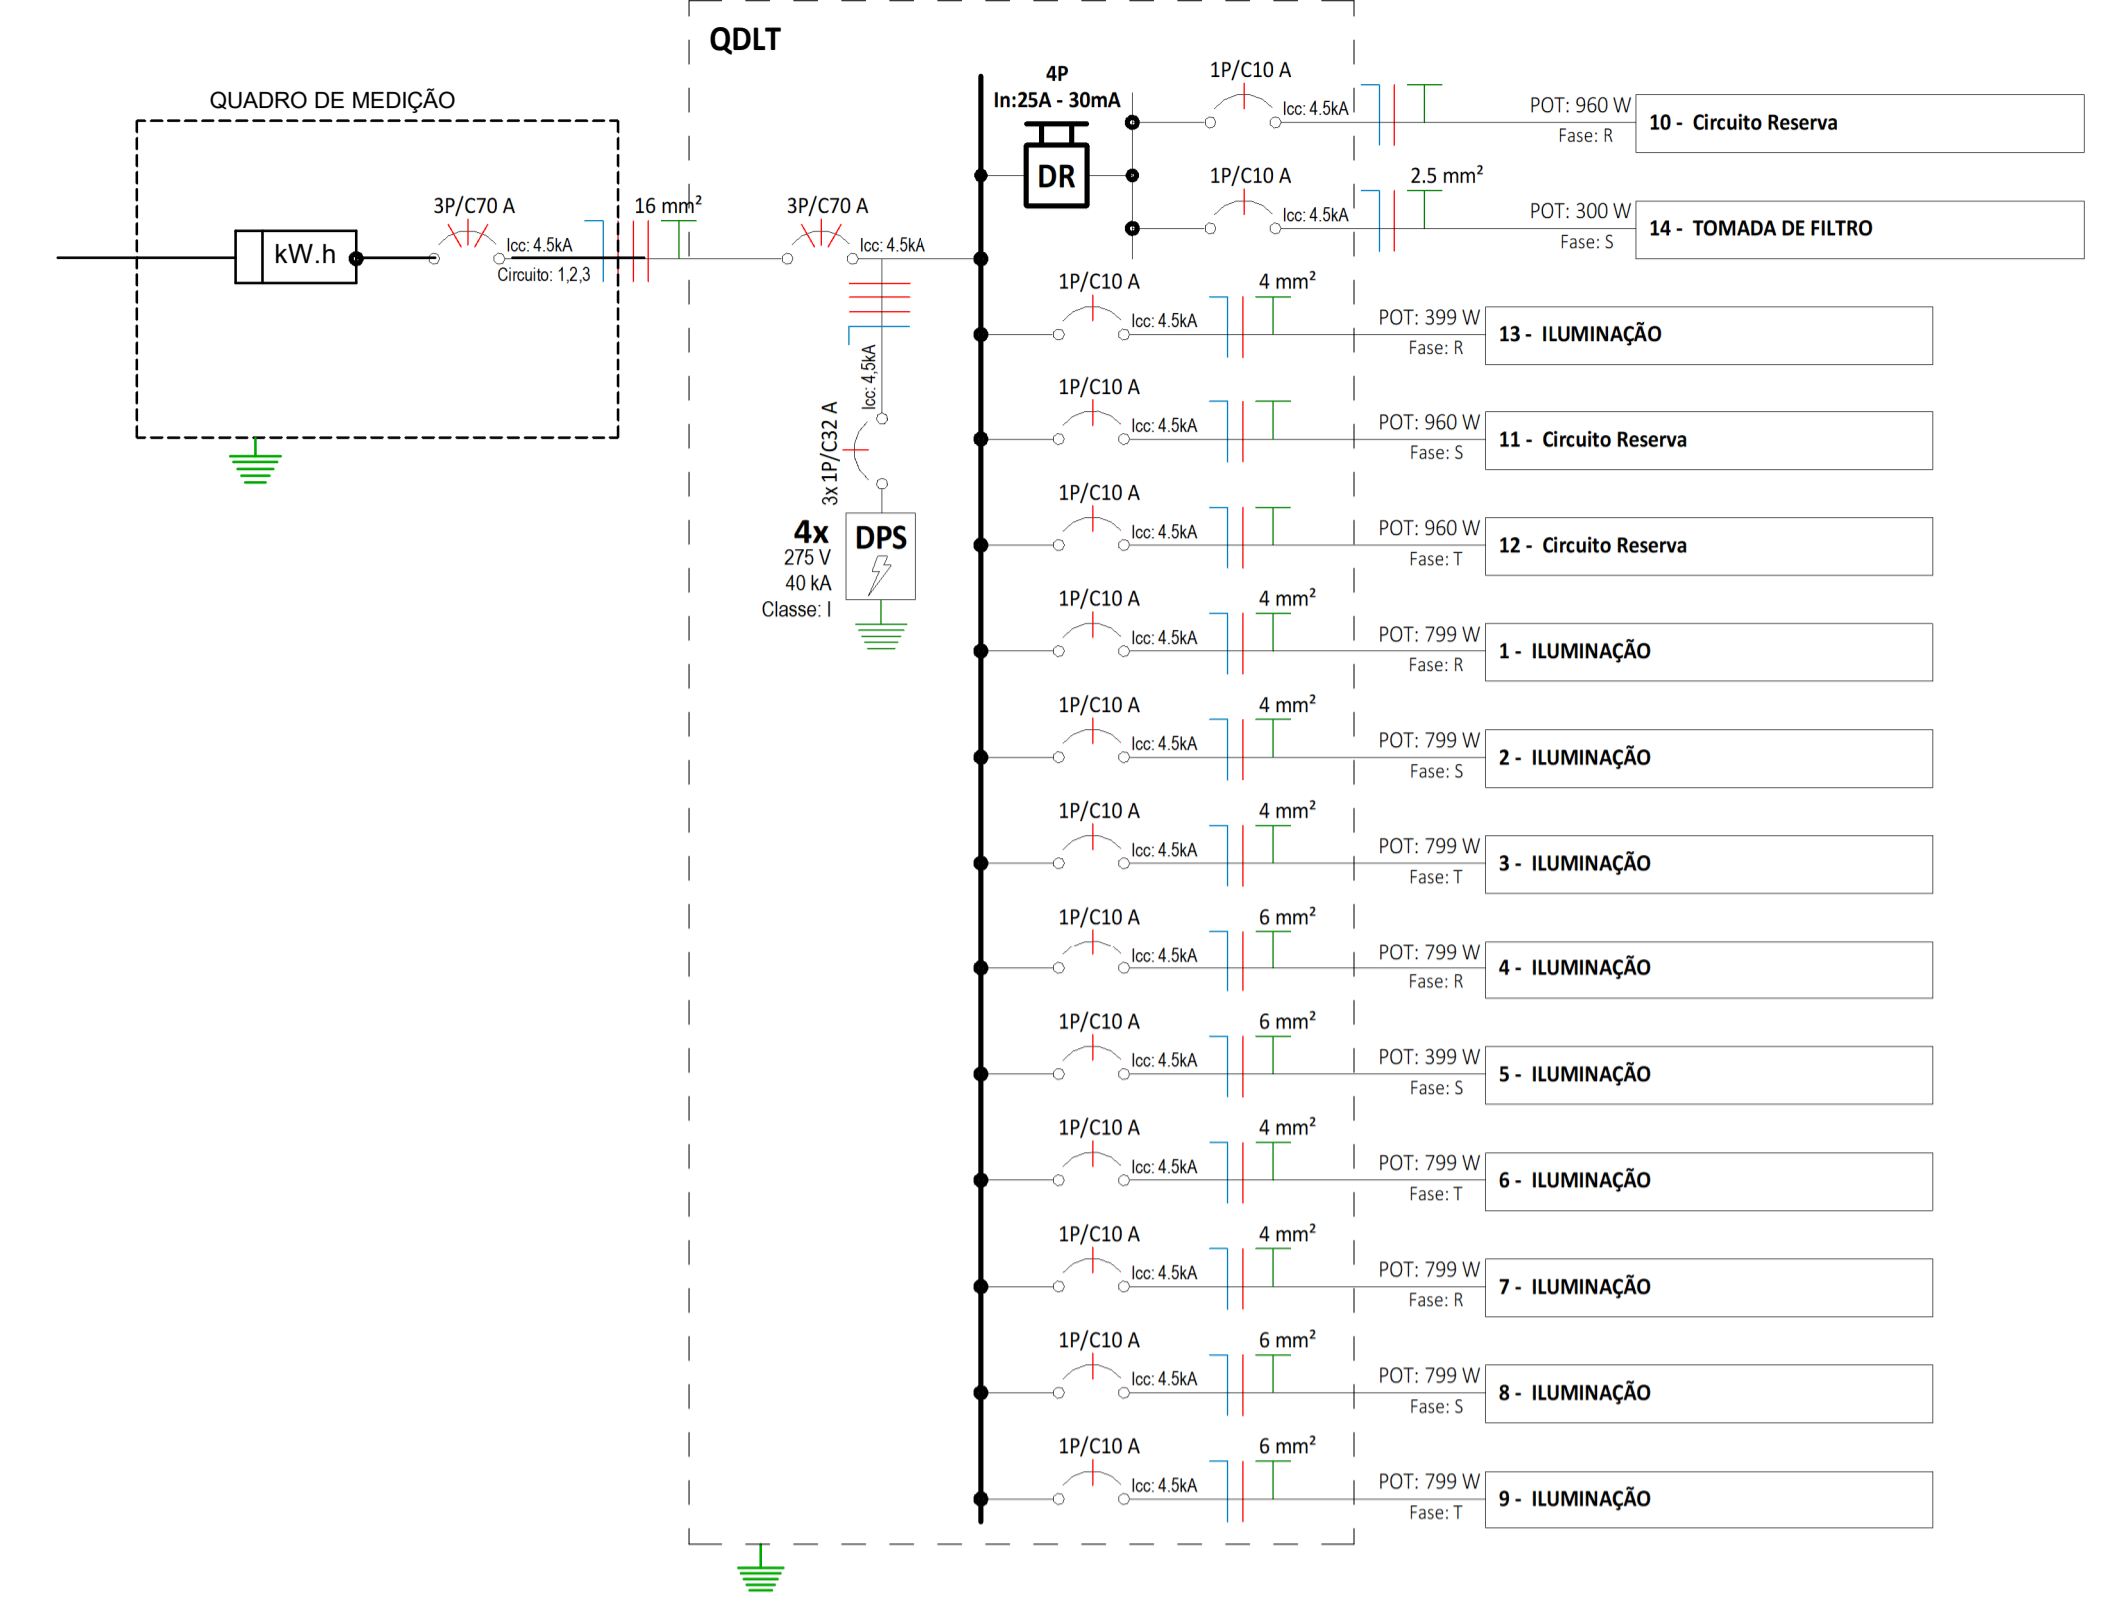 QDLT
QUADRO DE MEDIÇÃO
kW.h
3P/C70 A
Icc: 4.5kA
Circuito: 1,2,3
16 mm²
3P/C70 A
Icc: 4.5kA
Icc: 4,5kA
3x 1P/C32 A
4x
275 V
40 kA
Classe: I
DPS
4P
In:25A - 30mA
DR
1P/C10 A
Icc: 4.5kA
POT: 960 W
Fase: R
10 - Circuito Reserva
1P/C10 A
Icc: 4.5kA
2.5 mm²
POT: 300 W
Fase: S
14 - TOMADA DE FILTRO
1P/C10 A
Icc: 4.5kA
4 mm²
POT: 399 W
Fase: R
13 - ILUMINAÇÃO
1P/C10 A
Icc: 4.5kA
POT: 960 W
Fase: S
11 - Circuito Reserva
1P/C10 A
Icc: 4.5kA
POT: 960 W
Fase: T
12 - Circuito Reserva
1P/C10 A
Icc: 4.5kA
4 mm²
POT: 799 W
Fase: R
1 - ILUMINAÇÃO
1P/C10 A
Icc: 4.5kA
4 mm²
POT: 799 W
Fase: S
2 - ILUMINAÇÃO
1P/C10 A
Icc: 4.5kA
4 mm²
POT: 799 W
Fase: T
3 - ILUMINAÇÃO
1P/C10 A
Icc: 4.5kA
6 mm²
POT: 799 W
Fase: R
4 - ILUMINAÇÃO
1P/C10 A
Icc: 4.5kA
6 mm²
POT: 399 W
Fase: S
5 - ILUMINAÇÃO
1P/C10 A
Icc: 4.5kA
4 mm²
POT: 799 W
Fase: T
6 - ILUMINAÇÃO
1P/C10 A
Icc: 4.5kA
4 mm²
POT: 799 W
Fase: R
7 - ILUMINAÇÃO
1P/C10 A
Icc: 4.5kA
6 mm²
POT: 799 W
Fase: S
8 - ILUMINAÇÃO
1P/C10 A
Icc: 4.5kA
6 mm²
POT: 799 W
Fase: T
9 - ILUMINAÇÃO